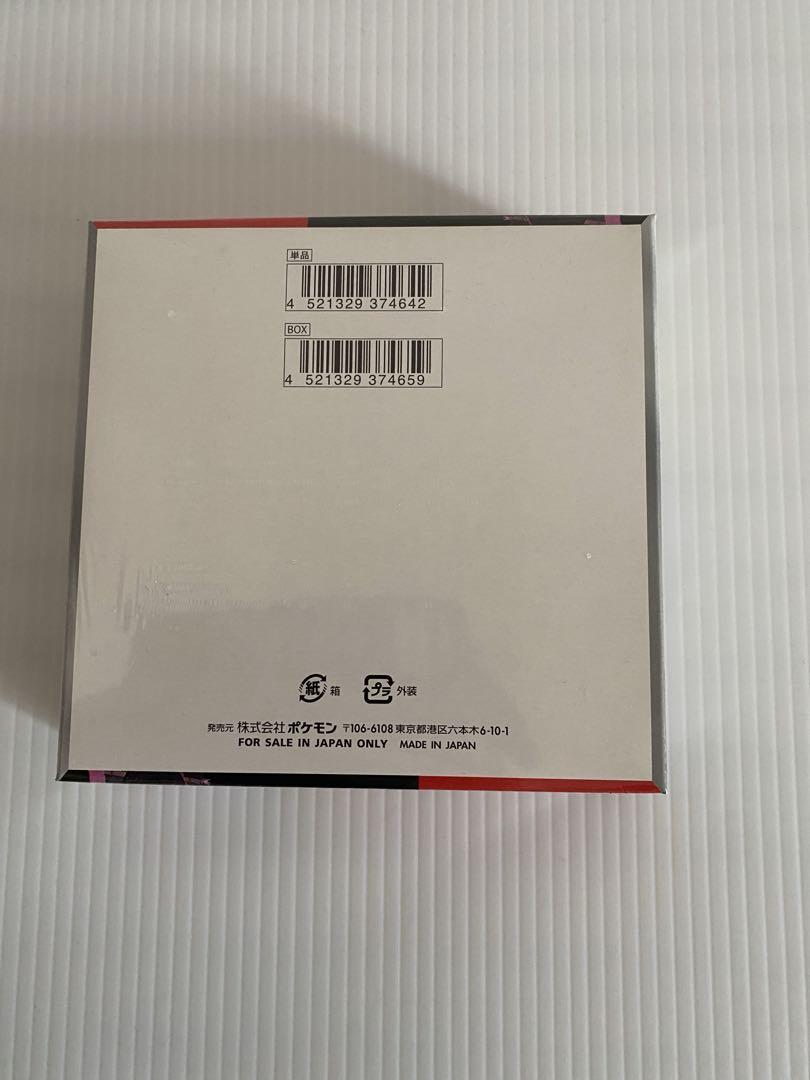 単品
4 521329 374642
BOX
4 521329 374659
紙 箱 プラ 外装
発売元 株式会社ポケモン 〒106-6108 東京都港区六本木6-10-1
FOR SALE IN JAPAN ONLY MADE IN JAPAN